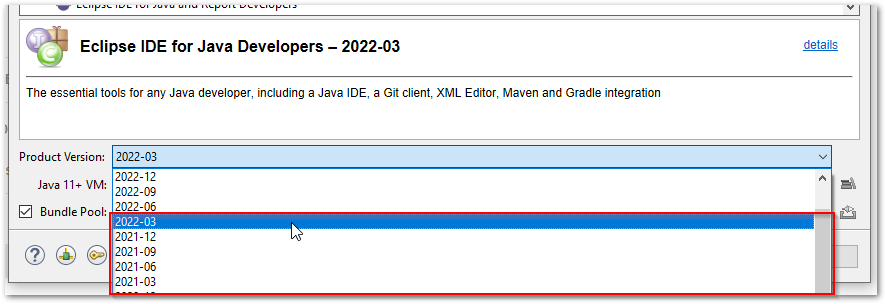 Eclipse IDE for Java and Report Developers
Eclipse IDE for Java Developers – 2022-03
details
The essential tools for any Java developer, including a Java IDE, a Git client, XML Editor, Maven and Gradle integration
Product Version: 2022-03
2022-12
Java 11+ VM:
2022-09
2022-06
Bundle Pool:
2022-03
2021-12
2021-09
2021-06
2021-03